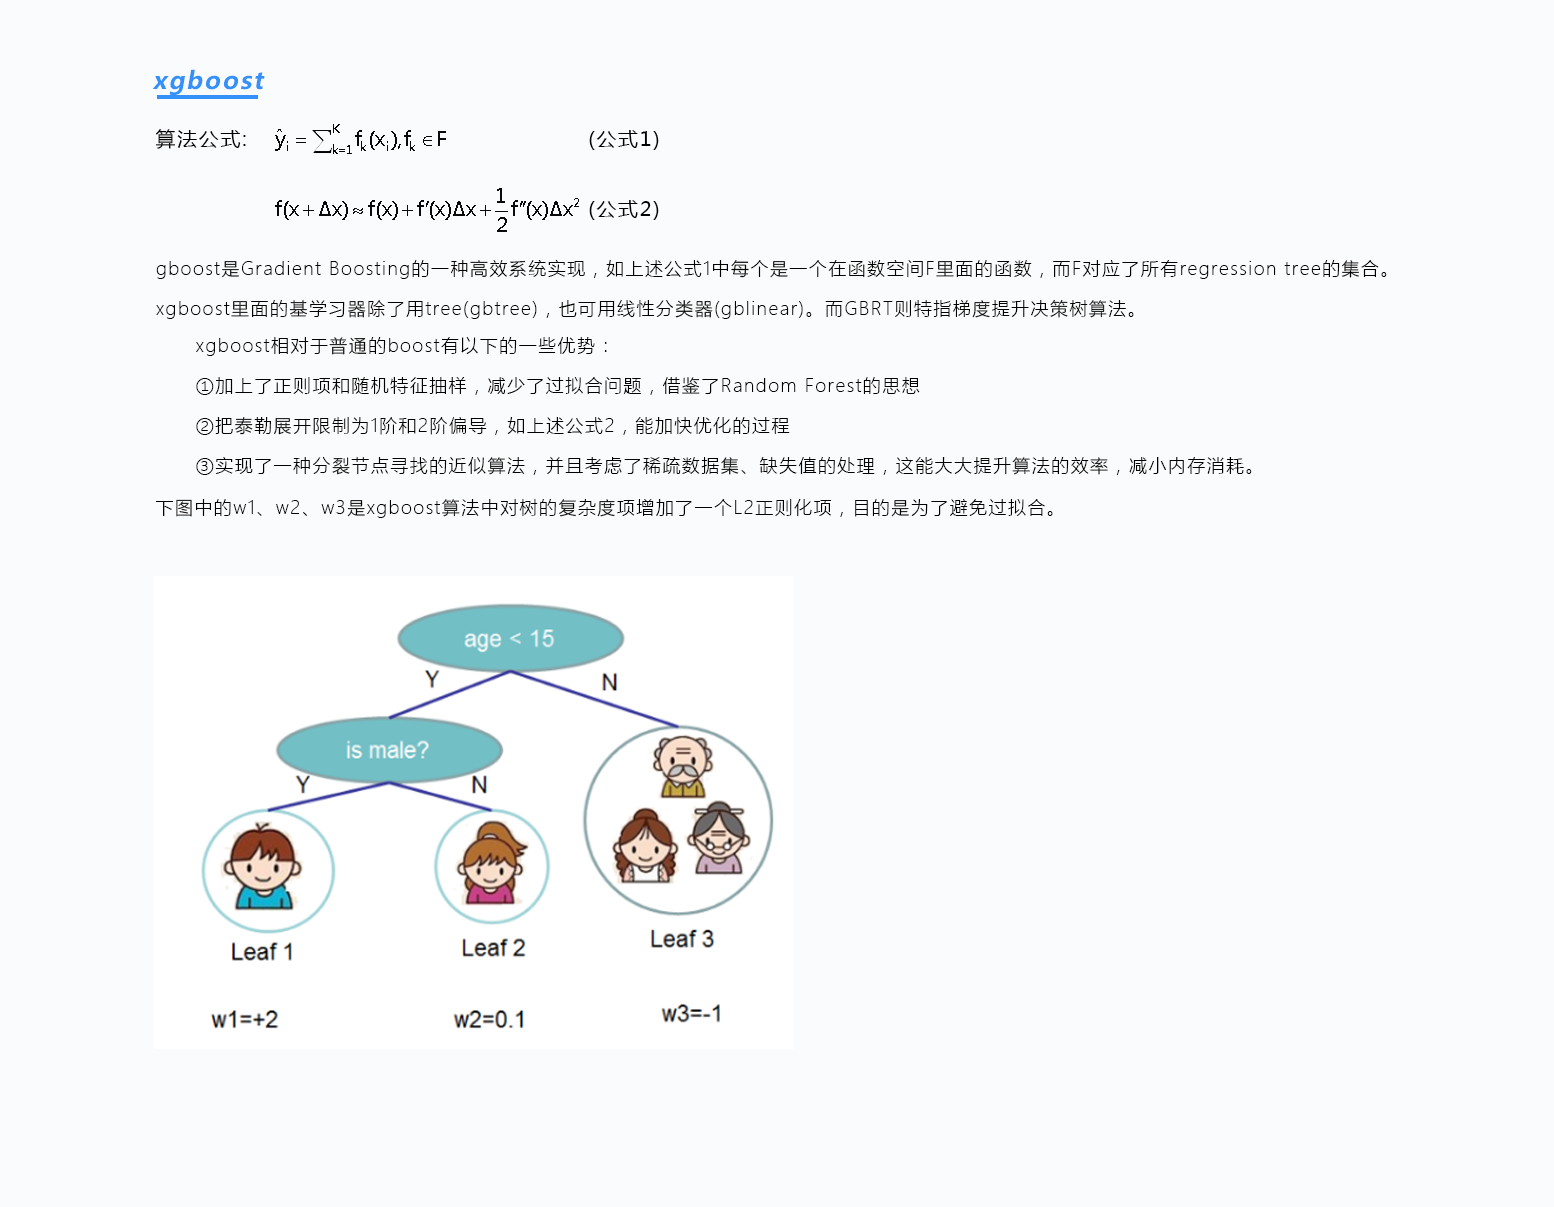 xgboost
算法公式: ŷᵢ = ∑ᴷₖ₌₁ fₖ(xᵢ),fₖ ∈ F (公式1)
f(x + Δx) ≈ f(x) + f′(x)Δx + 1/2 f″(x)Δx² (公式2)
gboost是Gradient Boosting的一种高效系统实现，如上述公式1中每个是一个在函数空间F里面的函数，而F对应了所有regression tree的集合。
xgboost里面的基学习器除了用tree(gbtree)，也可用线性分类器(gblinear)。而GBRT则特指梯度提升决策树算法。
xgboost相对于普通的boost有以下的一些优势：
①加上了正则项和随机特征抽样，减少了过拟合问题，借鉴了Random Forest的思想
②把泰勒展开限制为1阶和2阶偏导，如上述公式2，能加快优化的过程
③实现了一种分裂节点寻找的近似算法，并且考虑了稀疏数据集、缺失值的处理，这能大大提升算法的效率，减小内存消耗。
下图中的w1、w2、w3是xgboost算法中对树的复杂度项增加了一个L2正则化项，目的是为了避免过拟合。
age < 15
Y N
is male?
Y N
Leaf 1 Leaf 2 Leaf 3
w1=+2 w2=0.1 w3=-1